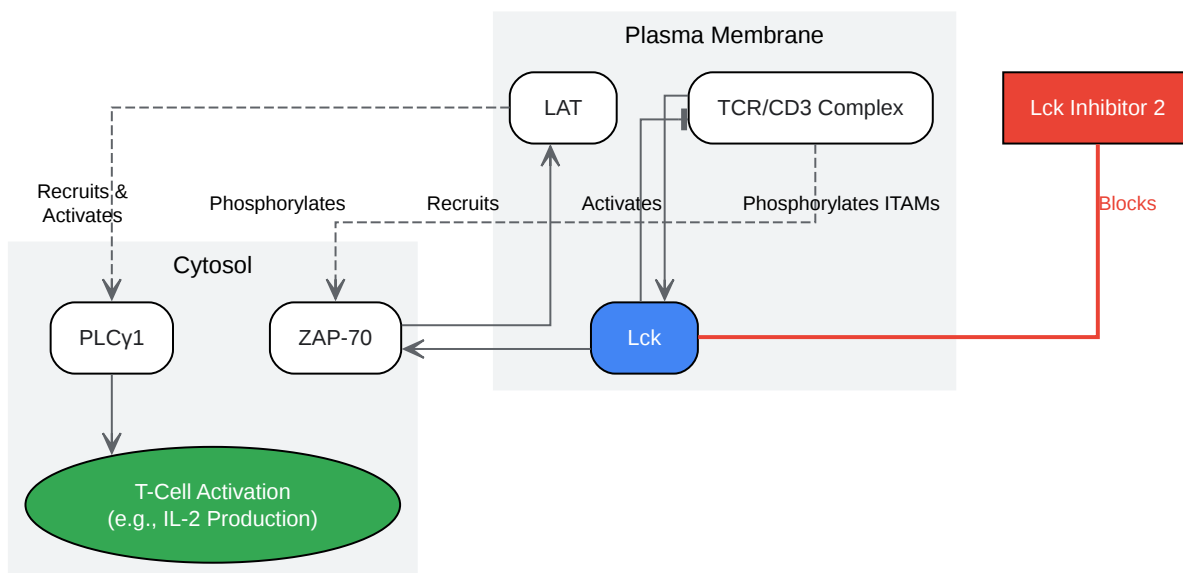 Plasma Membrane
LAT
TCR/CD3 Complex
Lck Inhibitor 2
Recruits &
Activates
Phosphorylates
Recruits
Activates
Phosphorylates ITAMs
Blocks
Cytosol
PLCγ1
ZAP-70
Lck
T-Cell Activation
(e.g., IL-2 Production)